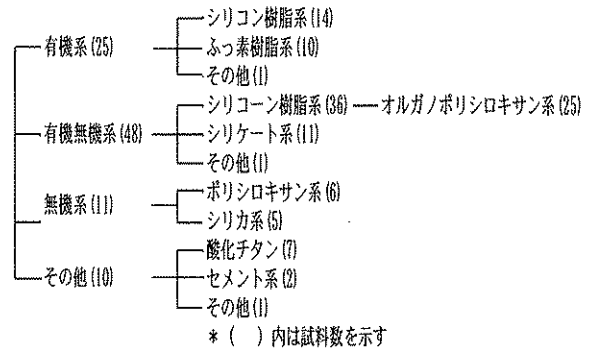 シリコン樹脂系(14)
有機系(25)
ふっ素樹脂系(10)
その他(1)
シリコーン樹脂系(36)
オルガノポリシロキサン系(25)
有機無機系(48)
シリケート系(11)
その他(1)
ポリシロキサン系(6)
無機系(11)
シリカ系(5)
酸化チタン(7)
その他(10)
セメント系(2)
その他(1)
*( )内は試料数を示す